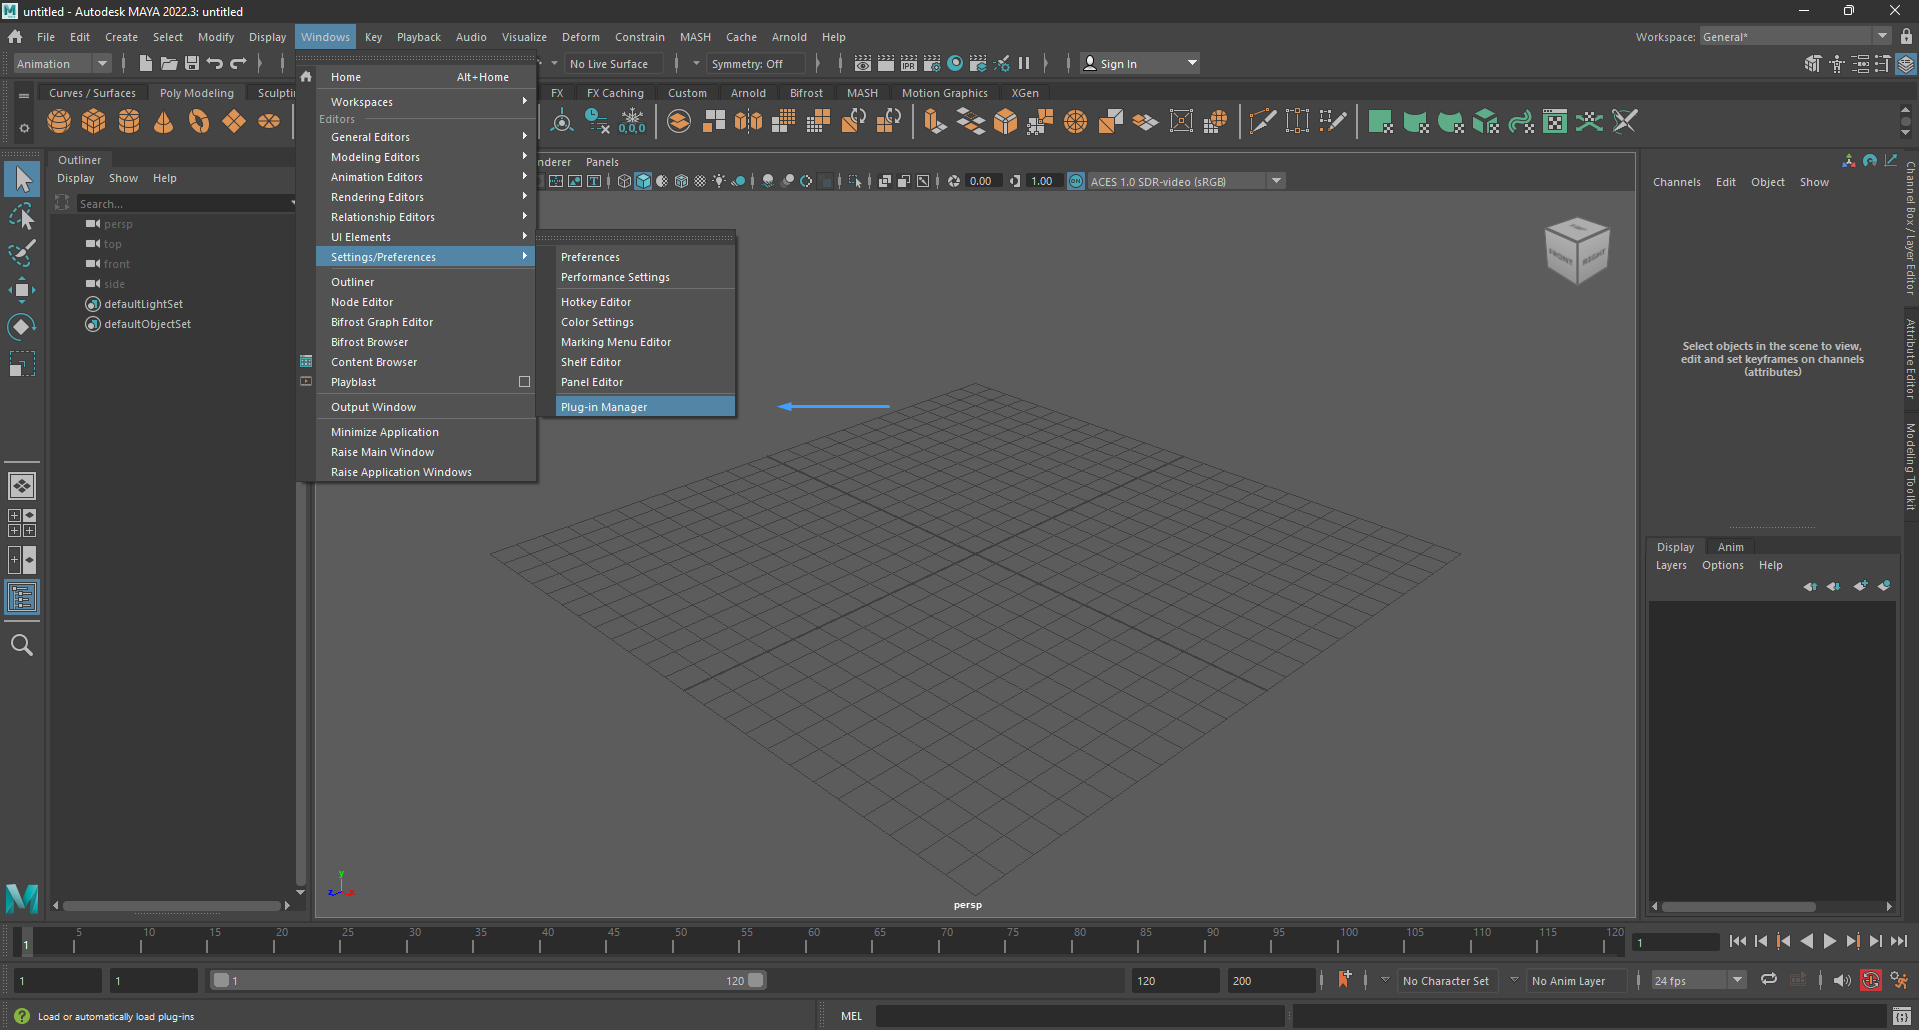 untitled - Autodesk MAYA 2022.3: untitled
File Edit Create Select Modify Display Windows Key Playback Audio Visualize Deform Constrain MASH Cache Arnold Help
Workspace: General*
Animation
No Live Surface
Symmetry: Off
Sign In
Curves / Surfaces Poly Modeling Sculpti
FX FX Caching Custom Arnold Bifrost MASH Motion Graphics XGen
0,0,0
IPR
Home Alt+Home
Workspaces
Editors
General Editors
Modeling Editors
Animation Editors
Rendering Editors
Relationship Editors
UI Elements
Settings/Preferences
Outliner
Node Editor
Bifrost Graph Editor
Bifrost Browser
Content Browser
Playblast
Output Window
Minimize Application
Raise Main Window
Raise Application Windows
Preferences
Performance Settings
Hotkey Editor
Color Settings
Marking Menu Editor
Shelf Editor
Panel Editor
Plug-in Manager
Outliner
Display Show Help
Search...
persp
top
front
side
defaultLightSet
defaultObjectSet
nderer Panels
0.00
1.00
ON
ACES 1.0 SDR-video (sRGB)
FRONT
RIGHT
y
z
x
persp
Channels Edit Object Show
Select objects in the scene to view,
edit and set keyframes on channels
(attributes)
Channel Box / Layer Editor
Attribute Editor
Modeling Toolkit
Display Anim
Layers Options Help
1 5 10 15 20 25 30 35 40 45 50 55 60 65 70 75 80 85 90 95 100 105 110 115 120
1
1
1
1
120
120
200
No Character Set
No Anim Layer
24 fps
Load or automatically load plug-ins
MEL